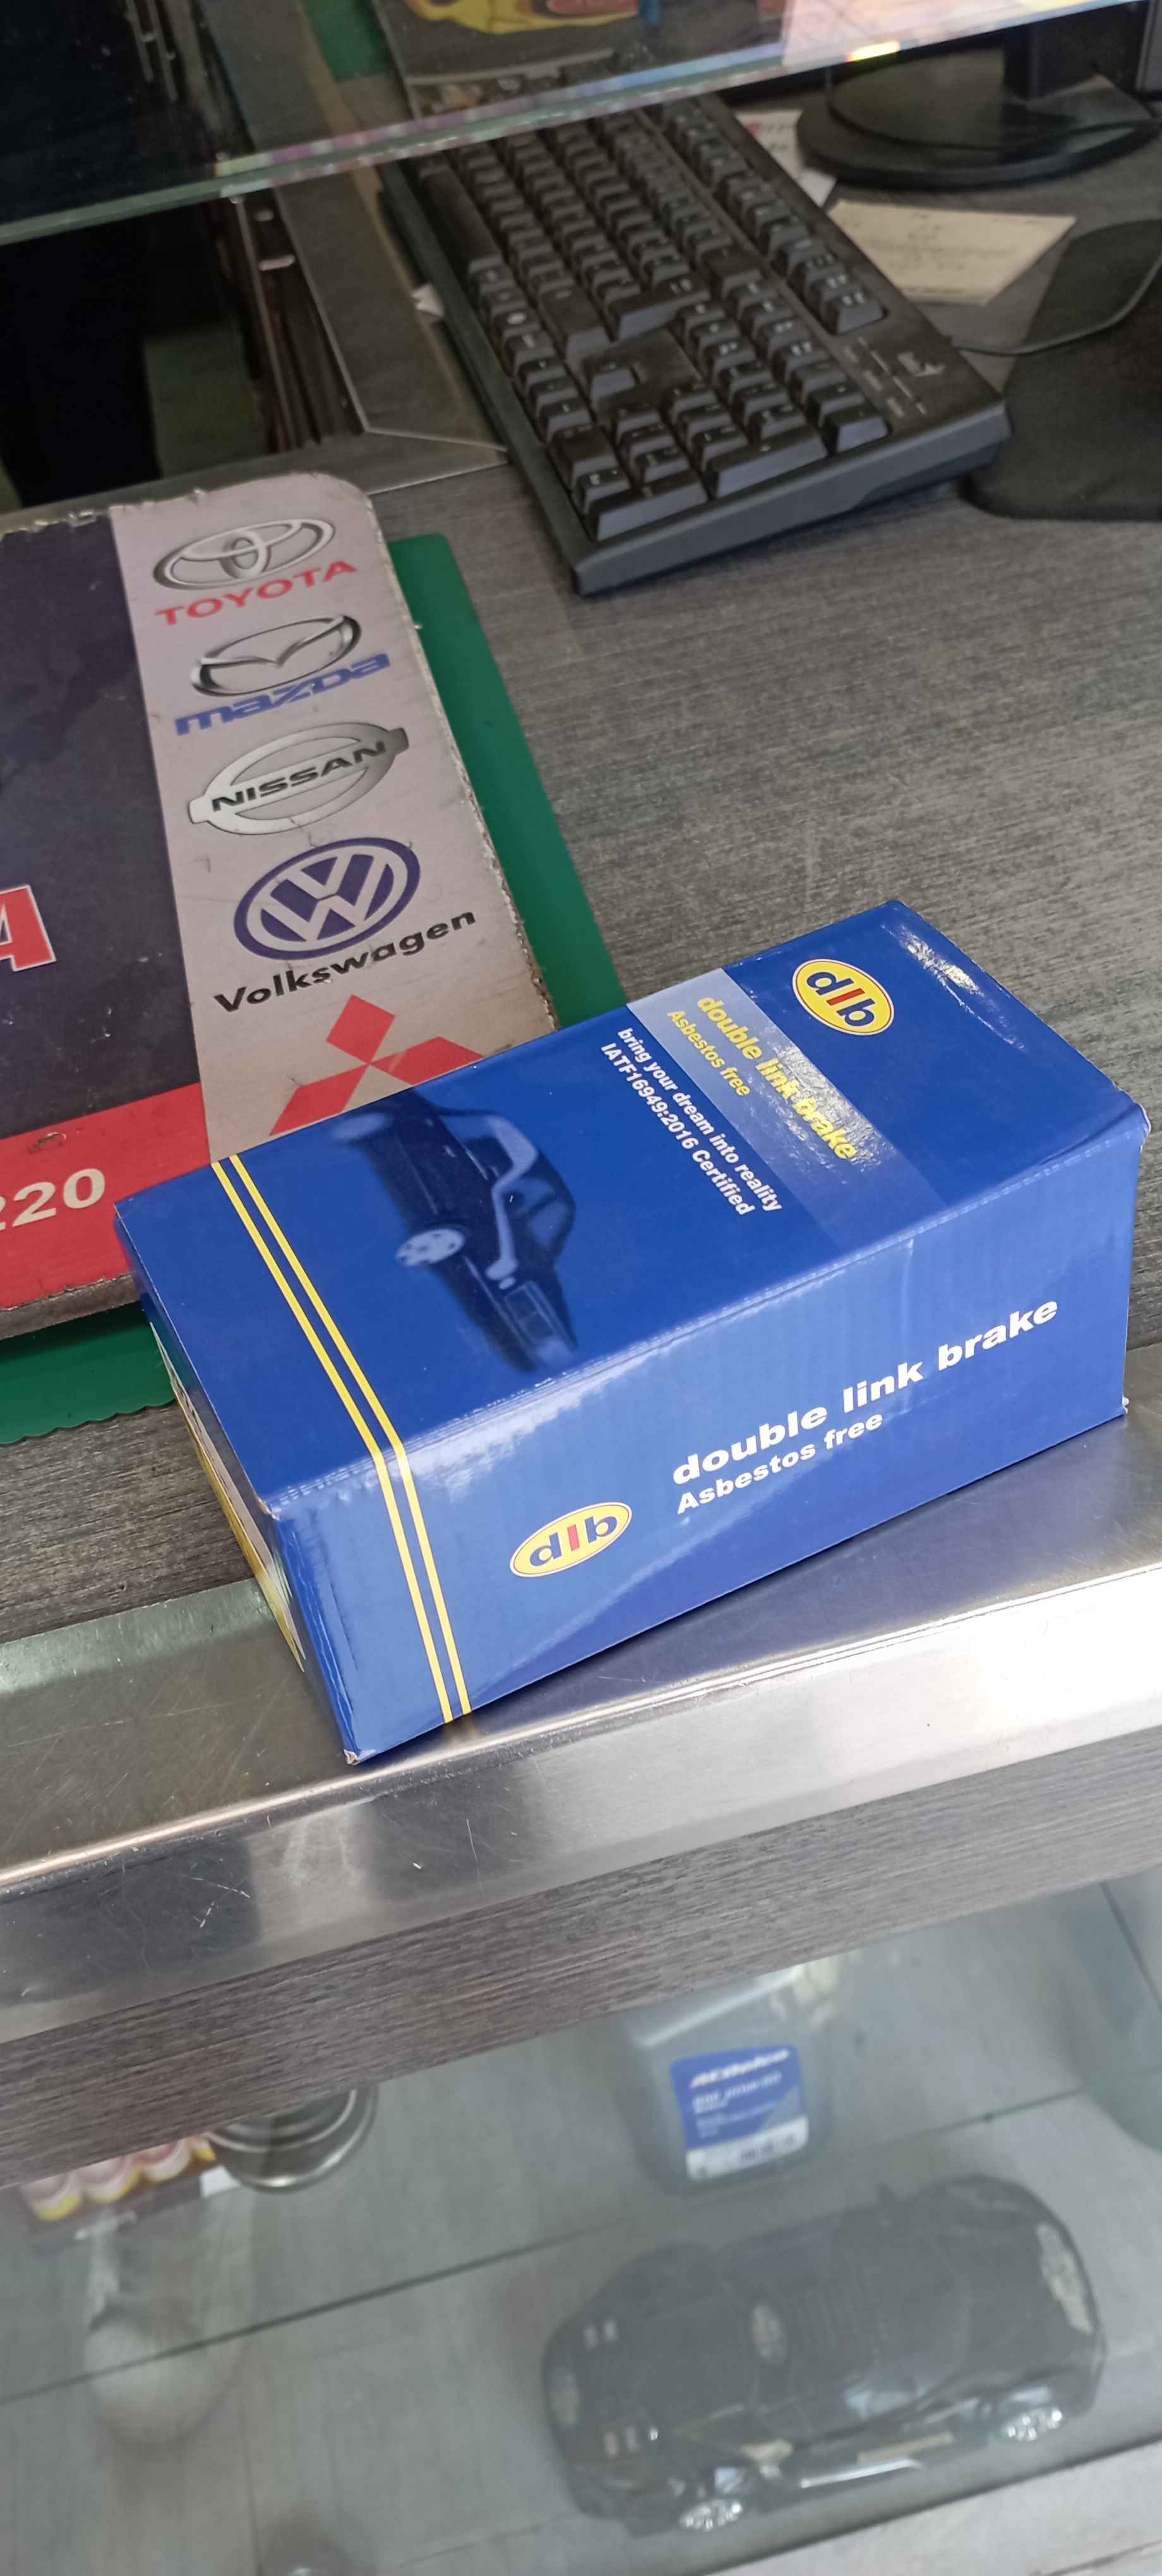 TOYOTA
mazda
NISSAN
Volkswagen
A
220
dlb
double link brake
Asbestos free
bring your dream into reality
IATF16949:2016 Certified
dlb
double link brake
Asbestos free
ACDelco